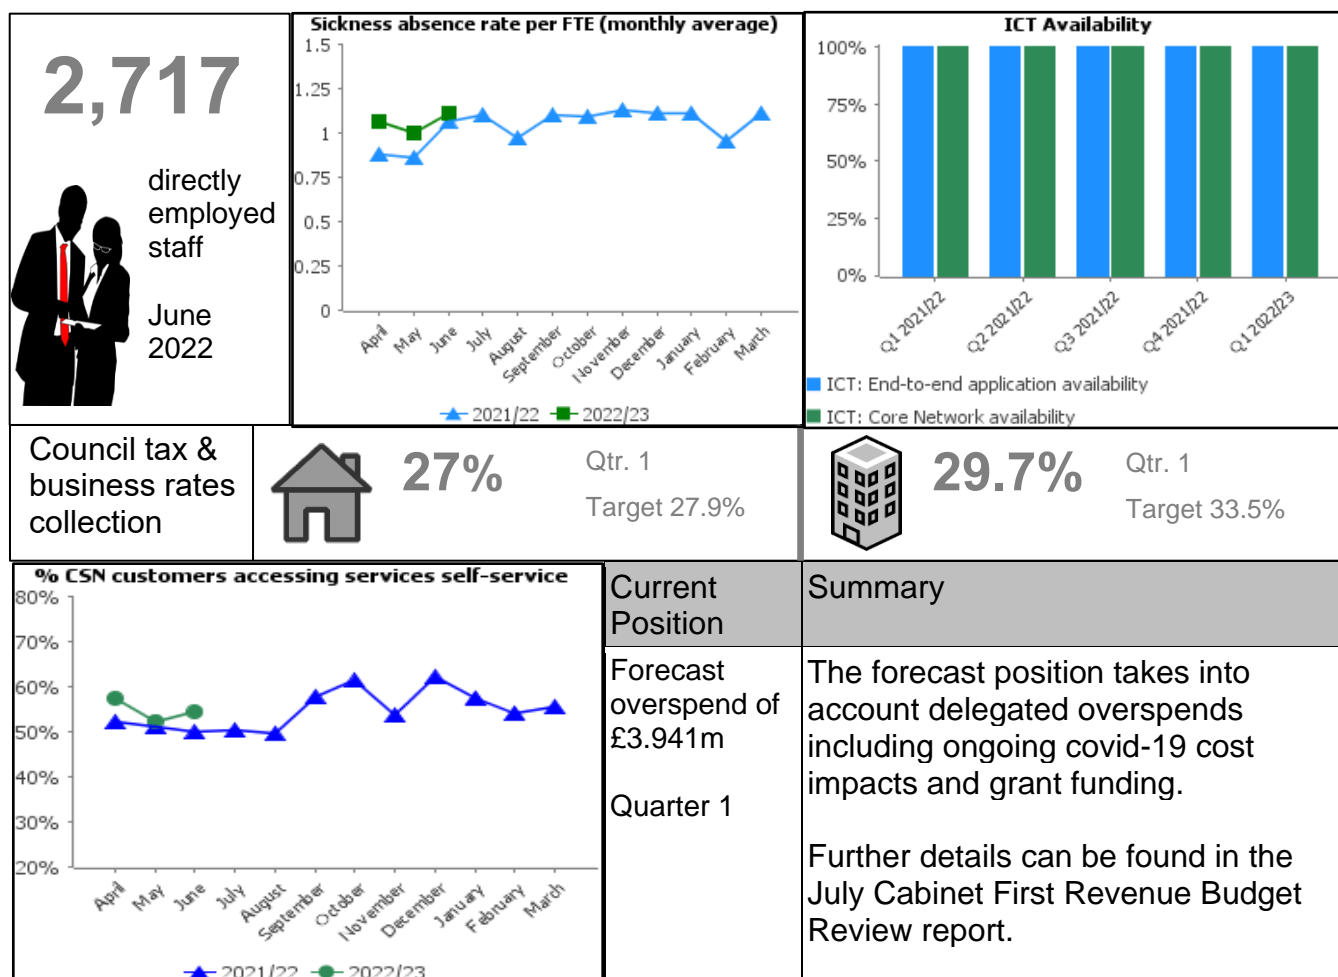 2,717
directly
employed
staff
June
2022
Sickness absence rate per FTE (monthly average)
1.5
1.25
1
0.75
0.5
0.25
0
April
May
June
July
August
September
October
November
December
January
February
March
2021/22
2022/23
ICT Availability
100%
75%
50%
25%
0%
Q1 2021/22
Q2 2021/22
Q3 2021/22
Q4 2021/22
Q1 2022/23
ICT: End-to-end application availability
ICT: Core Network availability
Council tax &
business rates
collection
27%
Qtr. 1
Target 27.9%
29.7%
Qtr. 1
Target 33.5%
% CSN customers accessing services self-service
80%
70%
60%
50%
40%
30%
20%
April
May
June
July
August
September
October
November
December
January
February
March
2021/22
2022/23
Current
Position
Forecast
overspend of
£3.941m
Quarter 1
Summary
The forecast position takes into
account delegated overspends
including ongoing covid-19 cost
impacts and grant funding.
Further details can be found in the
July Cabinet First Revenue Budget
Review report.